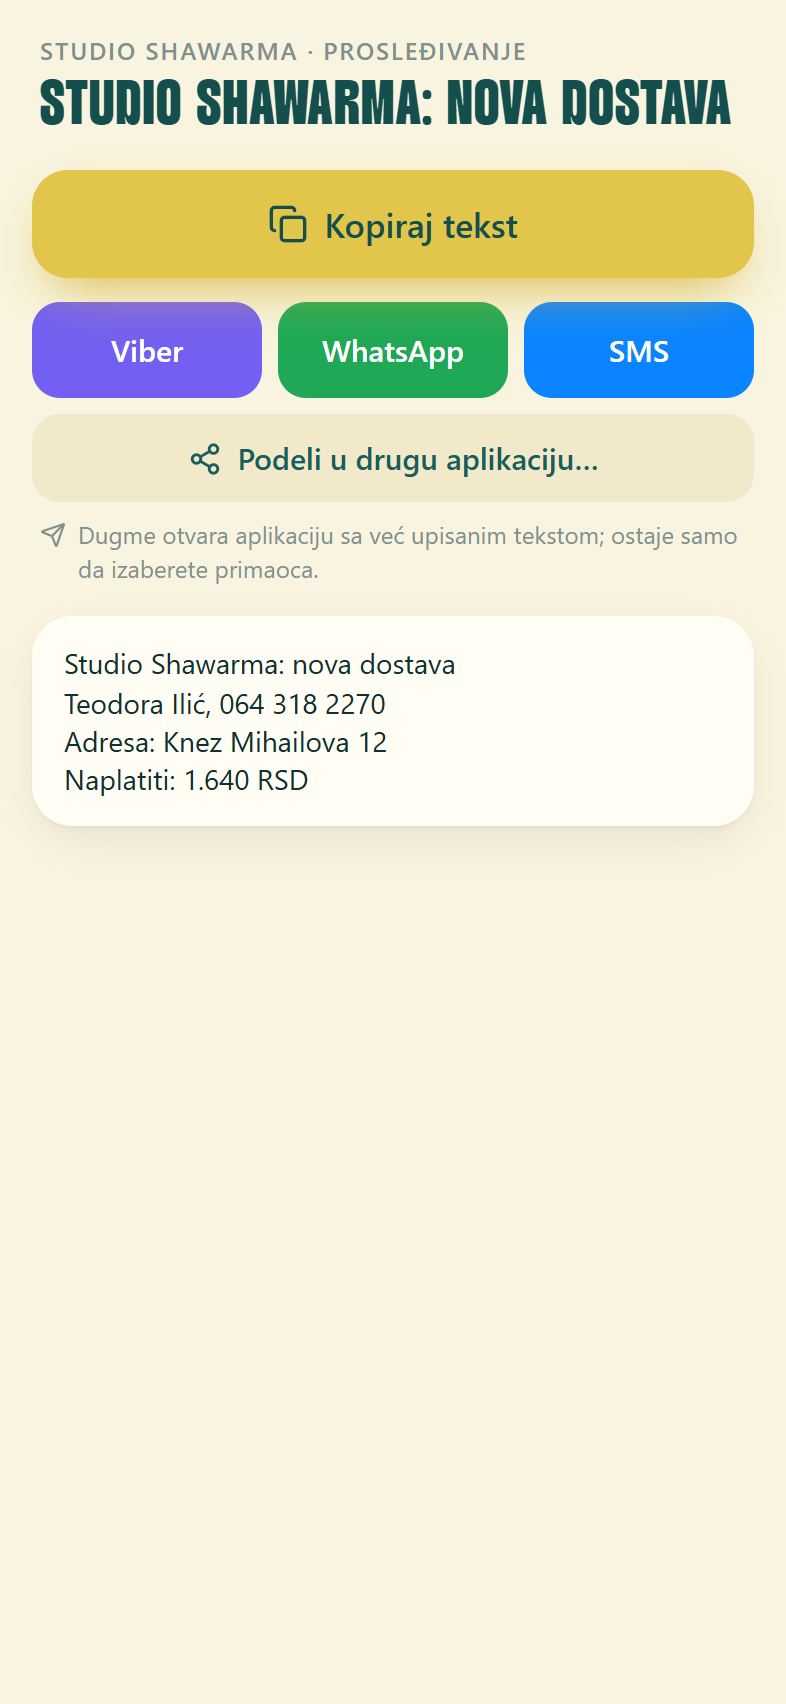 STUDIO SHAWARMA · PROSLEĐIVANJE
STUDIO SHAWARMA: NOVA DOSTAVA
Kopiraj tekst
Viber
WhatsApp
SMS
Podeli u drugu aplikaciju...
Dugme otvara aplikaciju sa već upisanim tekstom; ostaje samo
da izaberete primaoca.
Studio Shawarma: nova dostava
Teodora Ilić, 064 318 2270
Adresa: Knez Mihailova 12
Naplatiti: 1.640 RSD